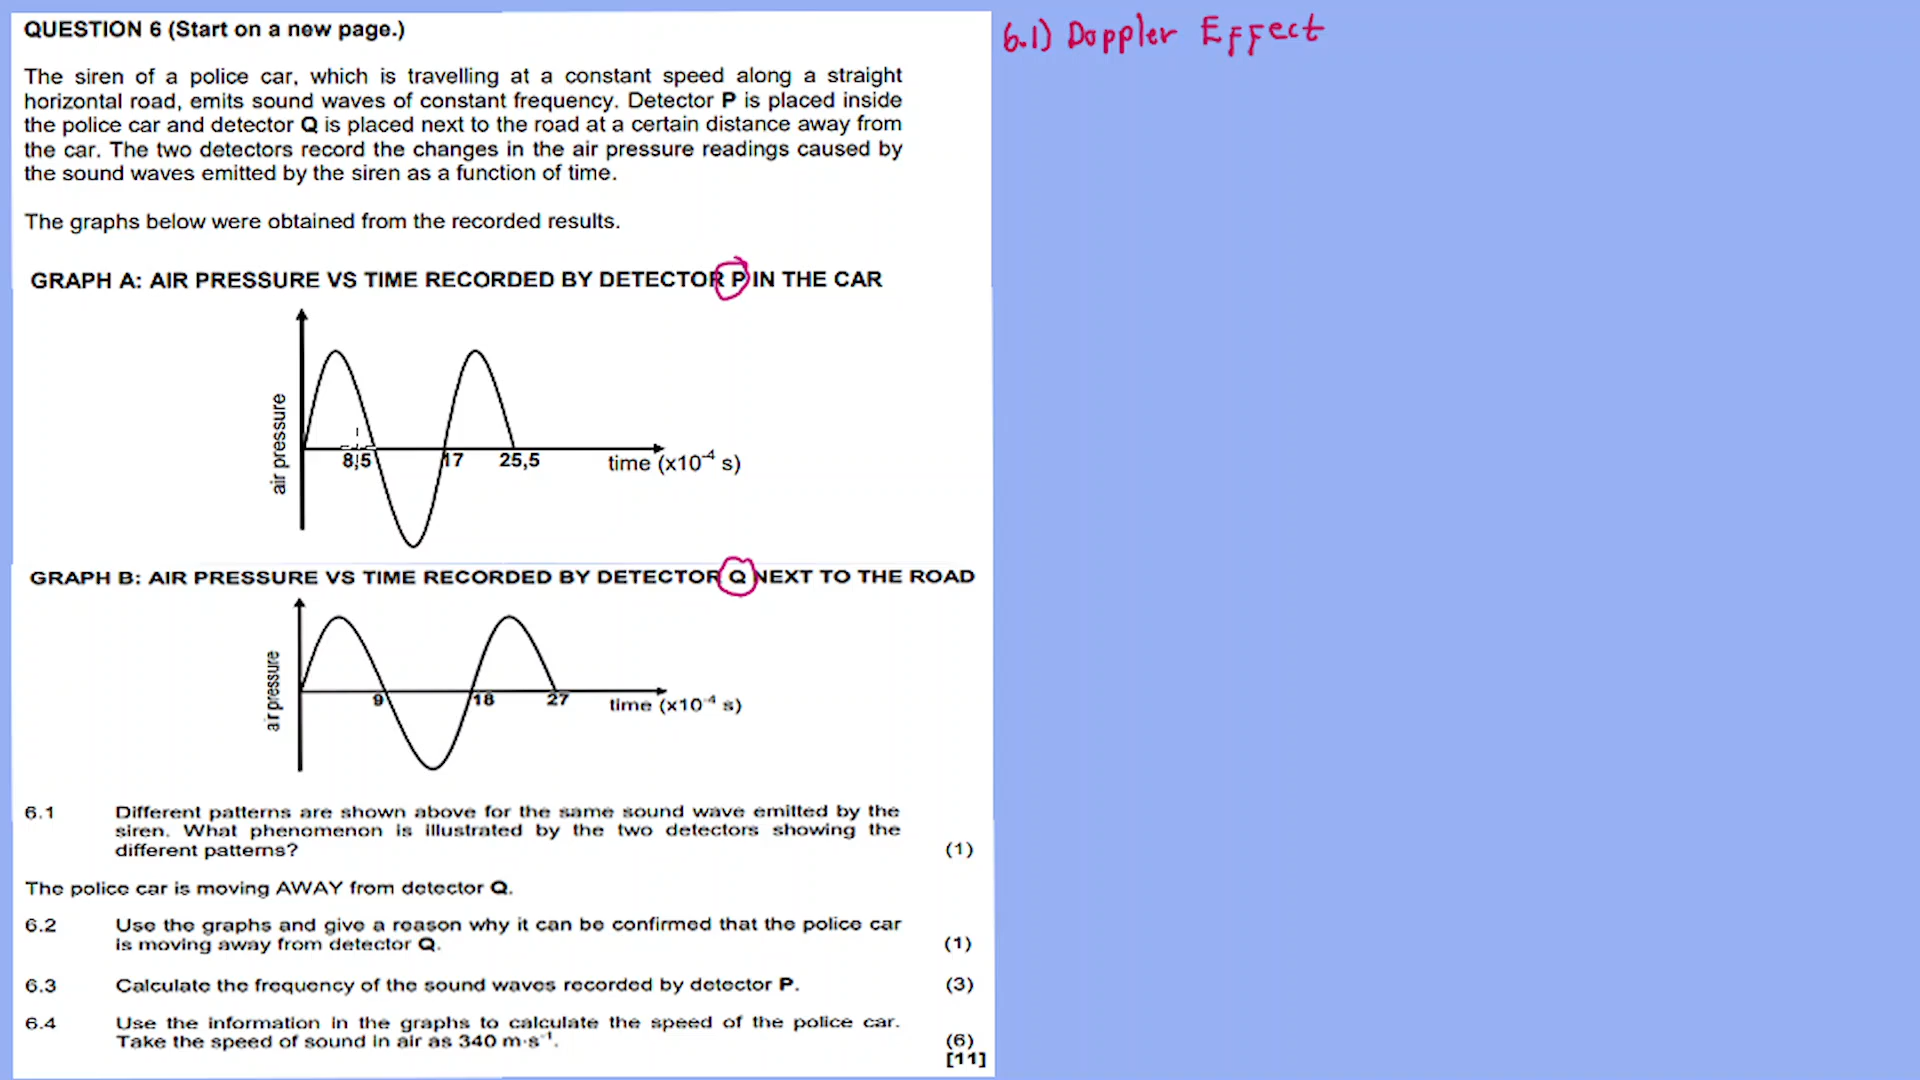 QUESTION 6 (Start on a new page.)
The siren of a police car, which is travelling at a constant speed along a straight
horizontal road, emits sound waves of constant frequency. Detector P is placed inside
the police car and detector Q is placed next to the road at a certain distance away from
the car. The two detectors record the changes in the air pressure readings caused by
the sound waves emitted by the siren as a function of time.
The graphs below were obtained from the recorded results.
GRAPH A: AIR PRESSURE VS TIME RECORDED BY DETECTOR P IN THE CAR
air pressure
8,5 17 25,5 time (x10⁻⁴ s)
GRAPH B: AIR PRESSURE VS TIME RECORDED BY DETECTOR Q NEXT TO THE ROAD
air pressure
9 18 27 time (x10⁻⁴ s)
6.1 Different patterns are shown above for the same sound wave emitted by the
siren. What phenomenon is illustrated by the two detectors showing the
different patterns? (1)
The police car is moving AWAY from detector Q.
6.2 Use the graphs and give a reason why it can be confirmed that the police car
is moving away from detector Q. (1)
6.3 Calculate the frequency of the sound waves recorded by detector P. (3)
6.4 Use the information in the graphs to calculate the speed of the police car.
Take the speed of sound in air as 340 m·s⁻¹. (6)
[11]
6.1) Doppler Effect